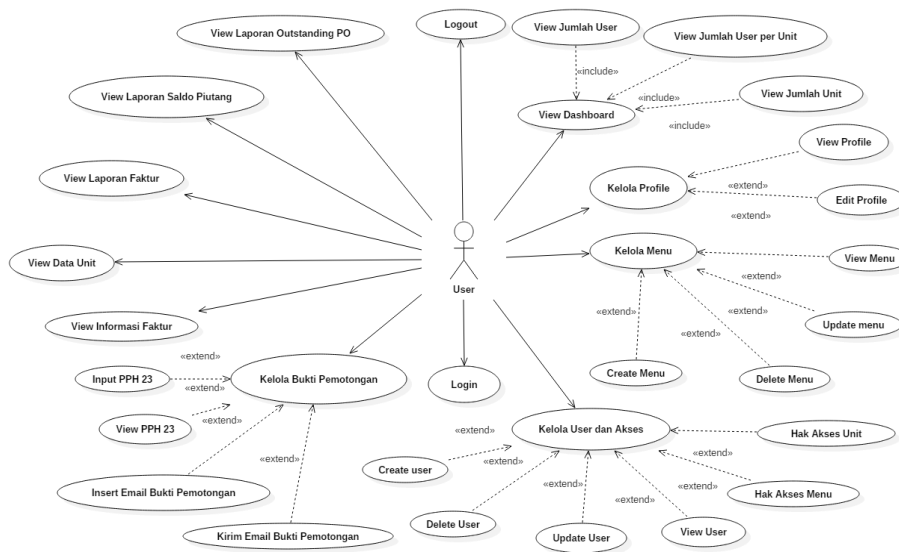 Logout
View Jumlah User
View Jumlah User per Unit
View Laporan Outstanding PO
«include»
View Laporan Saldo Piutang
View Jumlah Unit
«include»
View Dashboard
«include»
View Profile
View Laporan Faktur
Kelola Profile
«extend»
Edit Profile
«extend»
Kelola Menu
View Menu
View Data Unit
«extend»
User
«extend»
«extend»
«extend»
View Informasi Faktur
Update menu
«extend»
Input PPH 23
Kelola Bukti Pemotongan
Login
Create Menu
Delete Menu
«extend»
View PPH 23
«extend»
«extend»
Kelola User dan Akses
Hak Akses Unit
«extend»
«extend»
«extend»
Create user
«extend»
«extend»
«extend»
Insert Email Bukti Pemotongan
Hak Akses Menu
Delete User
View User
Kirim Email Bukti Pemotongan
Update User